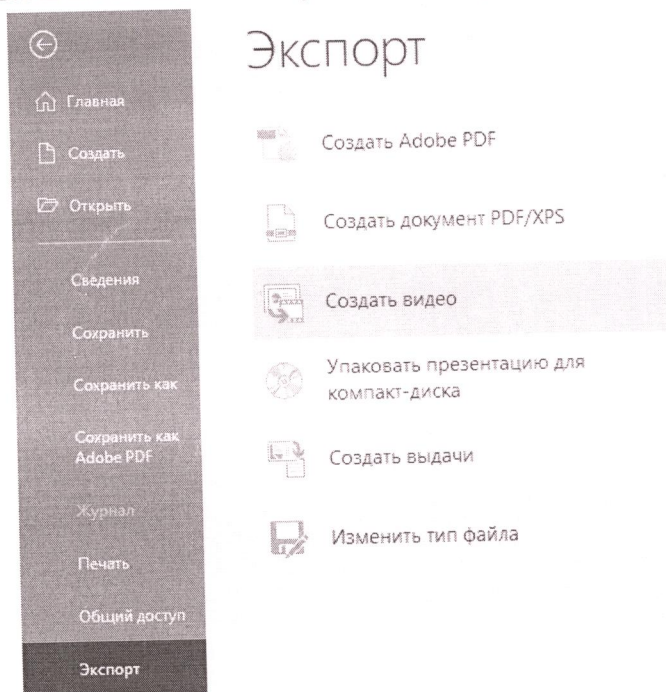 Главная
Создать
Открыть
Сведения
Сохранить
Сохранить как
Сохранить как
Adobe PDF
Журнал
Печать
Общий доступ
Экспорт
Экспорт
Создать Adobe PDF
Создать документ PDF/XPS
Создать видео
Упаковать презентацию для
компакт-диска
Создать выдачи
Изменить тип файла